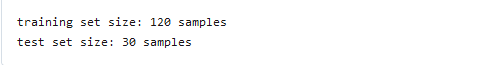 training set size: 120 samples
test set size: 30 samples